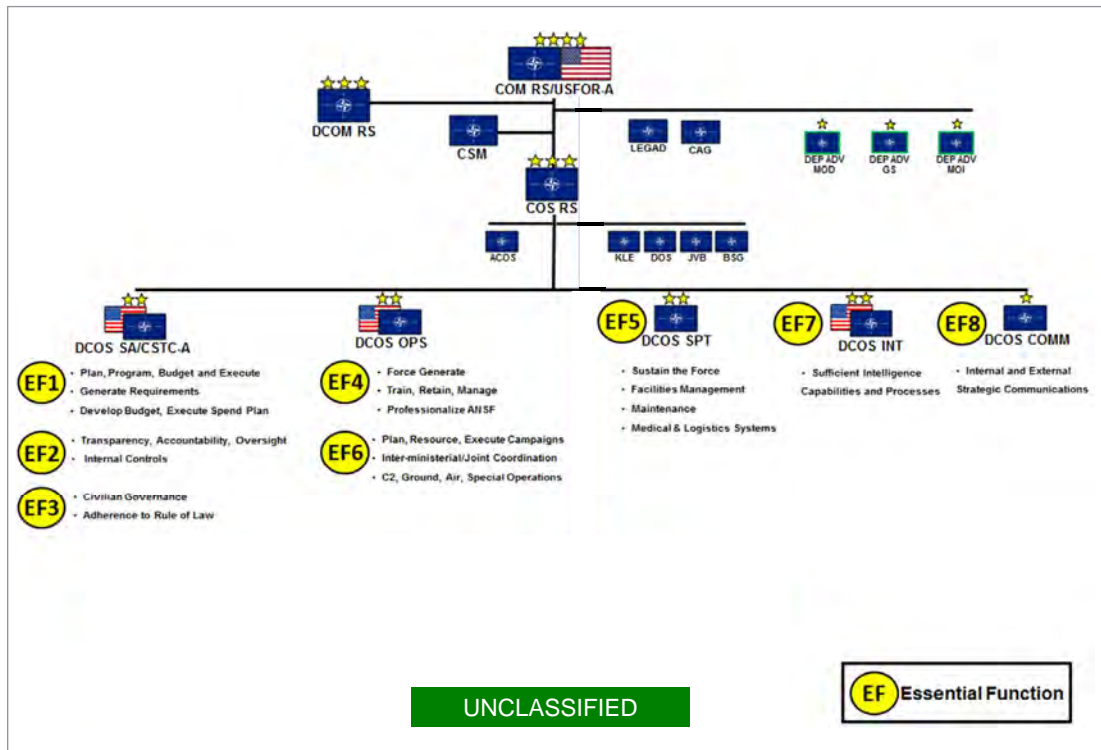 COM RS/USFOR-A
DCOM RS
CSM
LEGAD
CAG
DEP ADV
MOD
DEP ADV
GS
DEP ADV
MOI
COS RS
ACOS
KLE
DOS
JVB
BSG
DCOS SA/CSTC-A
EF1
· Plan, Program, Budget and Execute
· Generate Requirements
· Develop Budget, Execute Spend Plan
EF2
· Transparency, Accountability, Oversight
· Internal Controls
EF3
· Civilian Governance
· Adherence to Rule of Law
DCOS OPS
EF4
· Force Generate
· Train, Retain, Manage
· Professionalize ANSF
EF6
· Plan, Resource, Execute Campaigns
· Inter-ministerial/Joint Coordination
· C2, Ground, Air, Special Operations
EF5
DCOS SPT
· Sustain the Force
· Facilities Management
· Maintenance
· Medical & Logistics Systems
EF7
DCOS INT
· Sufficient Intelligence
Capabilities and Processes
EF8
DCOS COMM
· Internal and External
Strategic Communications
UNCLASSIFIED
EF Essential Function